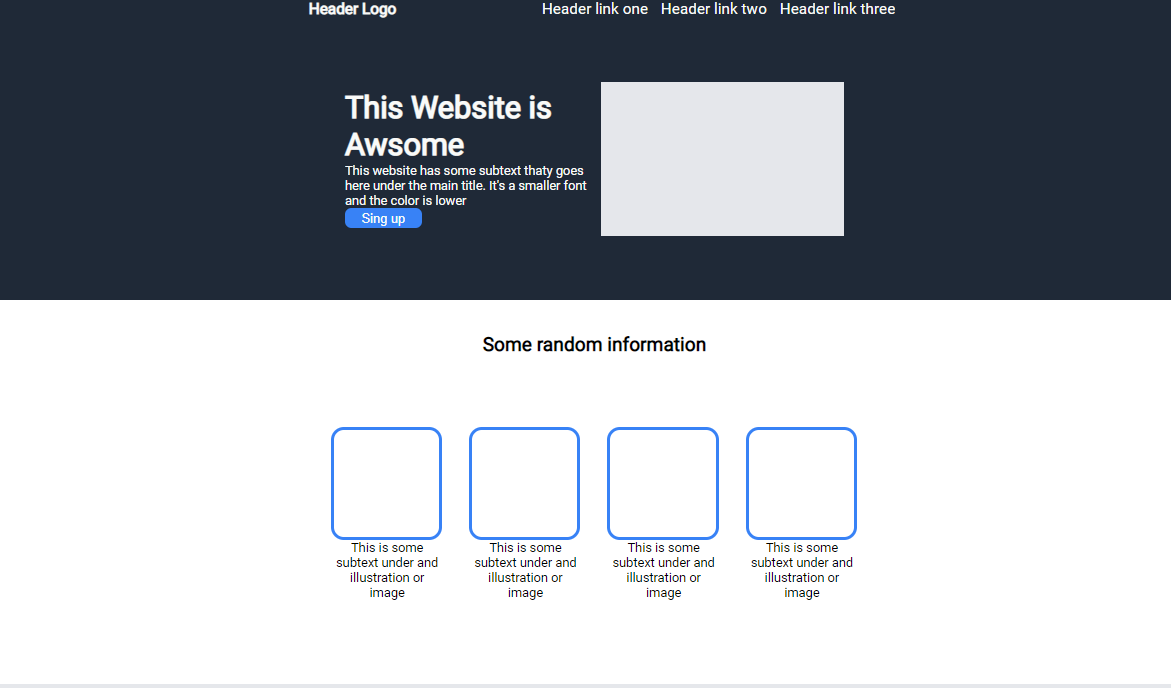 Header Logo
Header link one Header link two Header link three
This Website is
Awsome
This website has some subtext thaty goes
here under the main title. It's a smaller font
and the color is lower
Sing up
Some random information
This is some
subtext under and
illustration or
image
This is some
subtext under and
illustration or
image
This is some
subtext under and
illustration or
image
This is some
subtext under and
illustration or
image